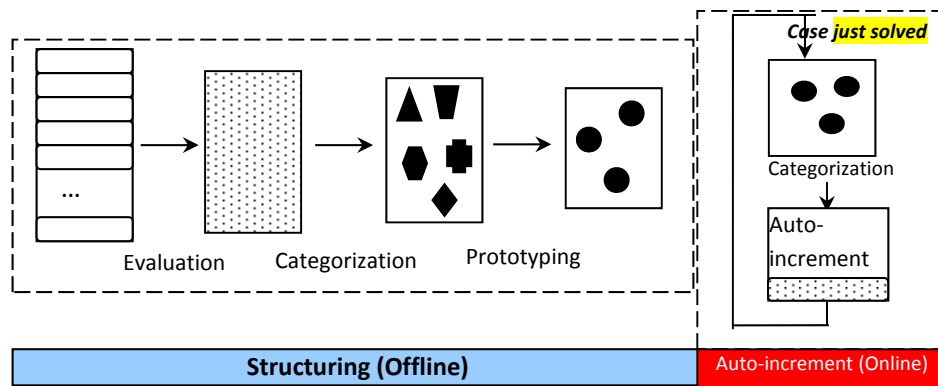 Case just solved
...
Evaluation
Categorization
Prototyping
Categorization
Auto-
increment
Structuring (Offline)
Auto-increment (Online)